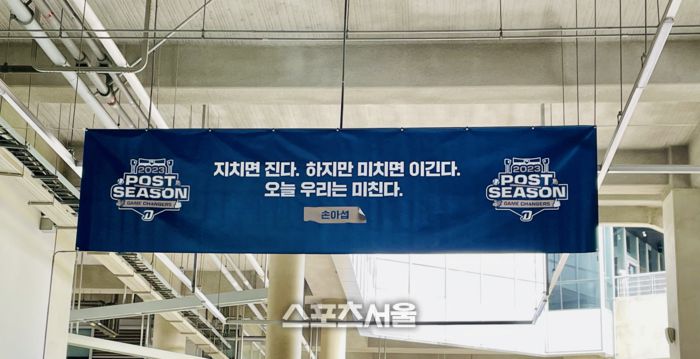 2023
POST
SEASON
GAME CHANGERS
D
지치면 진다. 하지만 미치면 이긴다.
오늘 우리는 미친다.
손아섭
2023
POST
SEASON
GAME CHANGERS
D
스포츠서울